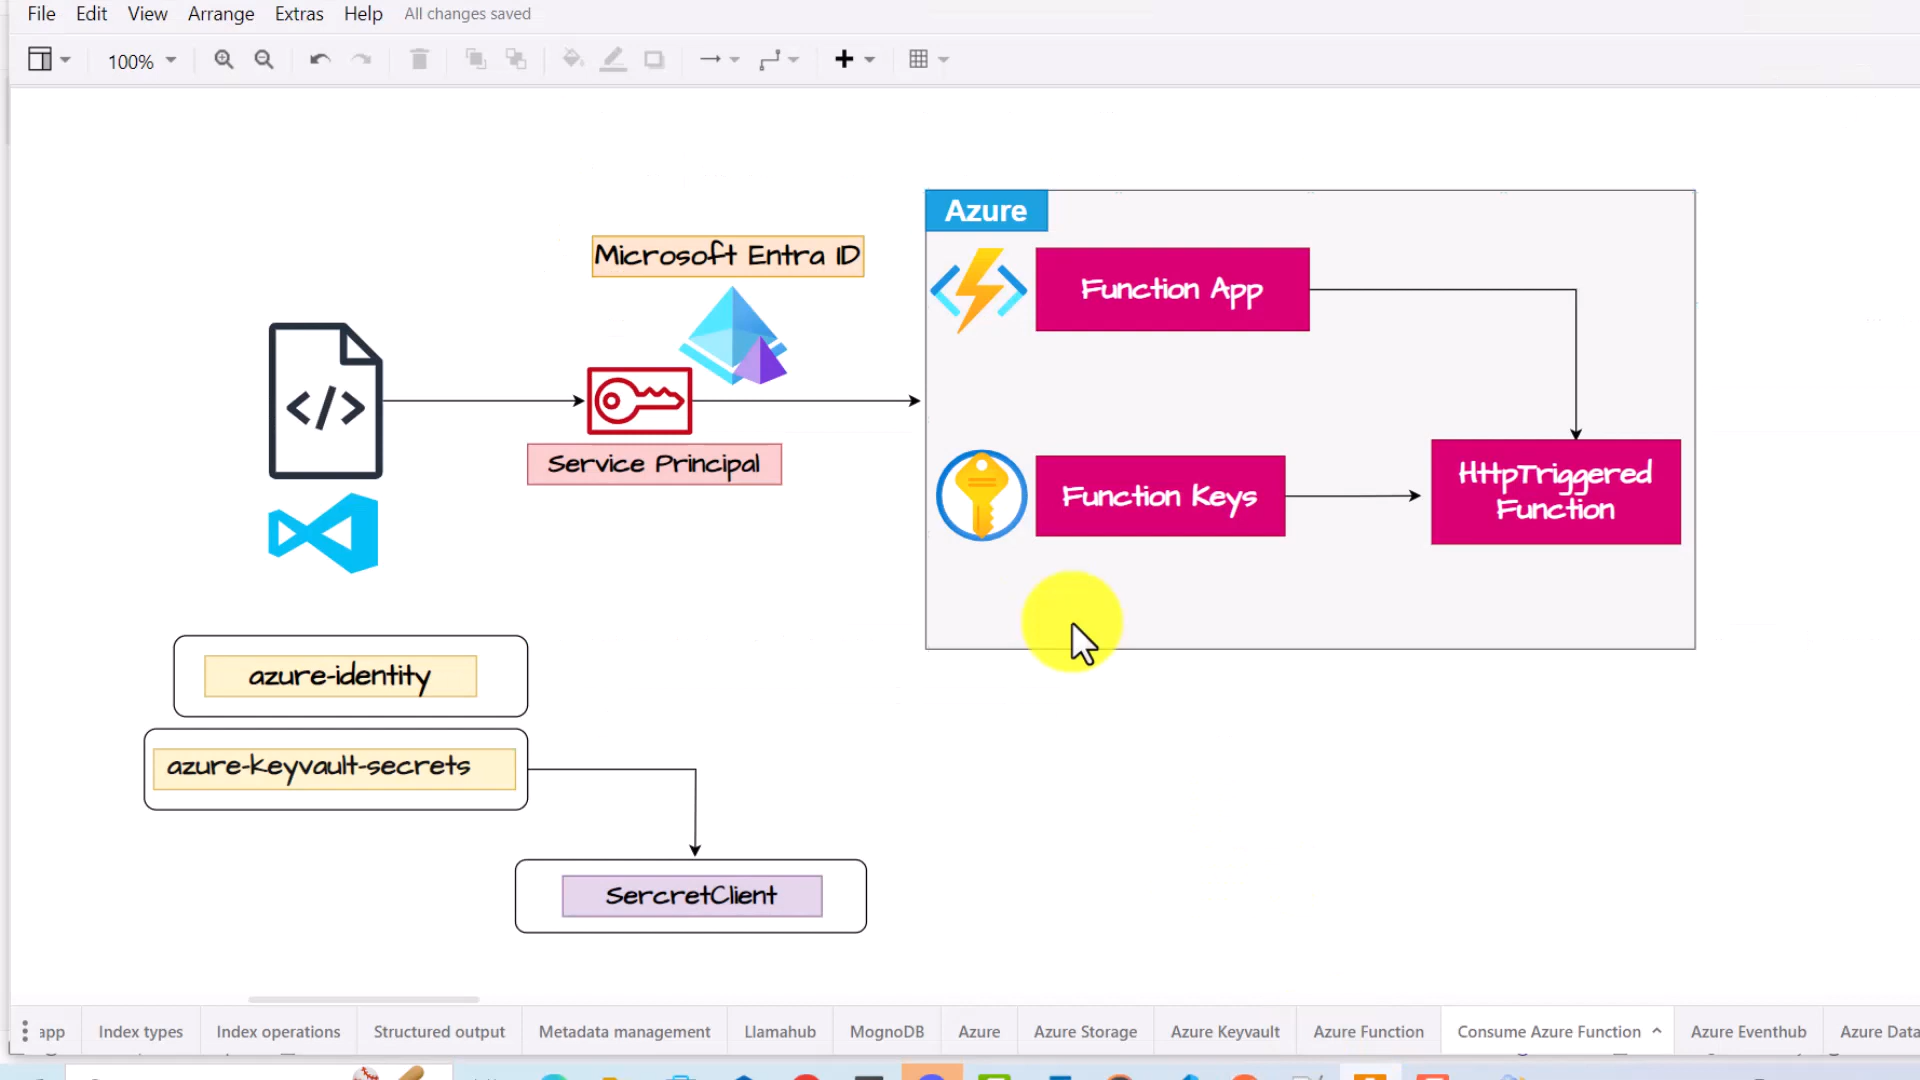 File Edit View Arrange Extras Help All changes saved
100%
Azure
Microsoft Entra ID
Function App
Service Principal
Function Keys
HttpTriggered
Function
azure-identity
azure-keyvault-secrets
SercretClient
app Index types Index operations Structured output Metadata management Llamahub MognoDB Azure Azure Storage Azure Keyvault Azure Function Consume Azure Function Azure Eventhub Azure Data